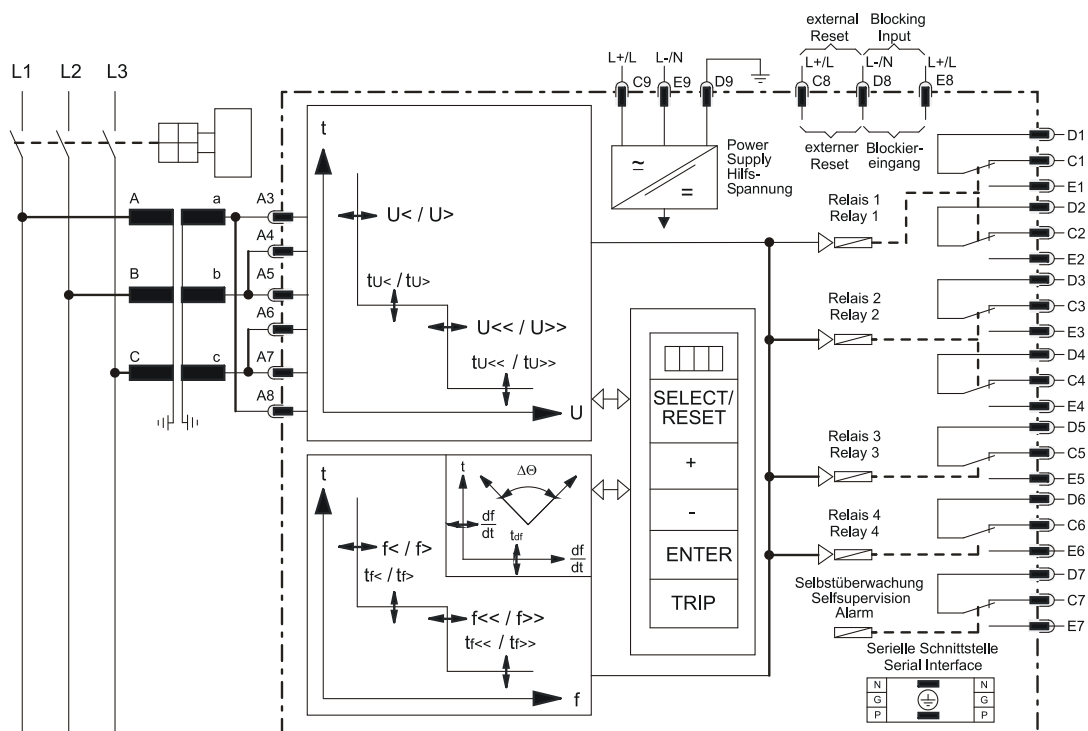 external
Reset
Blocking
Input
L+/L
L-/N
L+/L
L-/N
L+/L
C9
E9
D9
C8
D8
E8
externer
Reset
Blockier-
eingang
Power
Supply
Hilfs-
Spannung
≃
=
L1
L2
L3
A
a
B
b
C
c
A3
A4
A5
A6
A7
A8
t
U< / U>
tU< / tU>
U<< / U>>
tU<< / tU>>
U
t
f< / f>
tf< / tf>
f<< / f>>
tf<< / tf>>
f
t
ΔΘ
df
dt
tdf
df
dt
SELECT/
RESET
+
-
ENTER
TRIP
Relais 1
Relay 1
Relais 2
Relay 2
Relais 3
Relay 3
Relais 4
Relay 4
Selbstüberwachung
Selfsupervision
Alarm
Serielle Schnittstelle
Serial Interface
N
G
P
N
G
P
D1
C1
E1
D2
C2
E2
D3
C3
E3
D4
C4
E4
D5
C5
E5
D6
C6
E6
D7
C7
E7